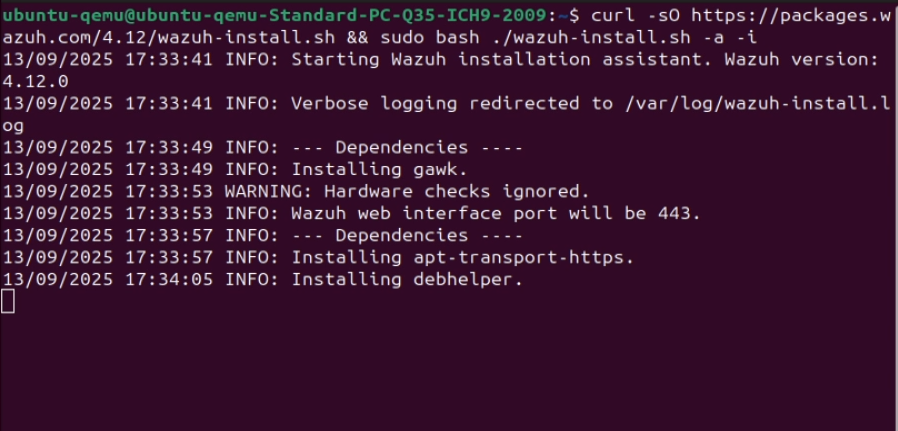 ubuntu-qemu@ubuntu-qemu-Standard-PC-Q35-ICH9-2009:~$ curl -sO https://packages.w
azuh.com/4.12/wazuh-install.sh && sudo bash ./wazuh-install.sh -a -i
13/09/2025 17:33:41 INFO: Starting Wazuh installation assistant. Wazuh version:
4.12.0
13/09/2025 17:33:41 INFO: Verbose logging redirected to /var/log/wazuh-install.l
og
13/09/2025 17:33:49 INFO: --- Dependencies ----
13/09/2025 17:33:49 INFO: Installing gawk.
13/09/2025 17:33:53 WARNING: Hardware checks ignored.
13/09/2025 17:33:53 INFO: Wazuh web interface port will be 443.
13/09/2025 17:33:57 INFO: --- Dependencies ----
13/09/2025 17:33:57 INFO: Installing apt-transport-https.
13/09/2025 17:34:05 INFO: Installing debhelper.